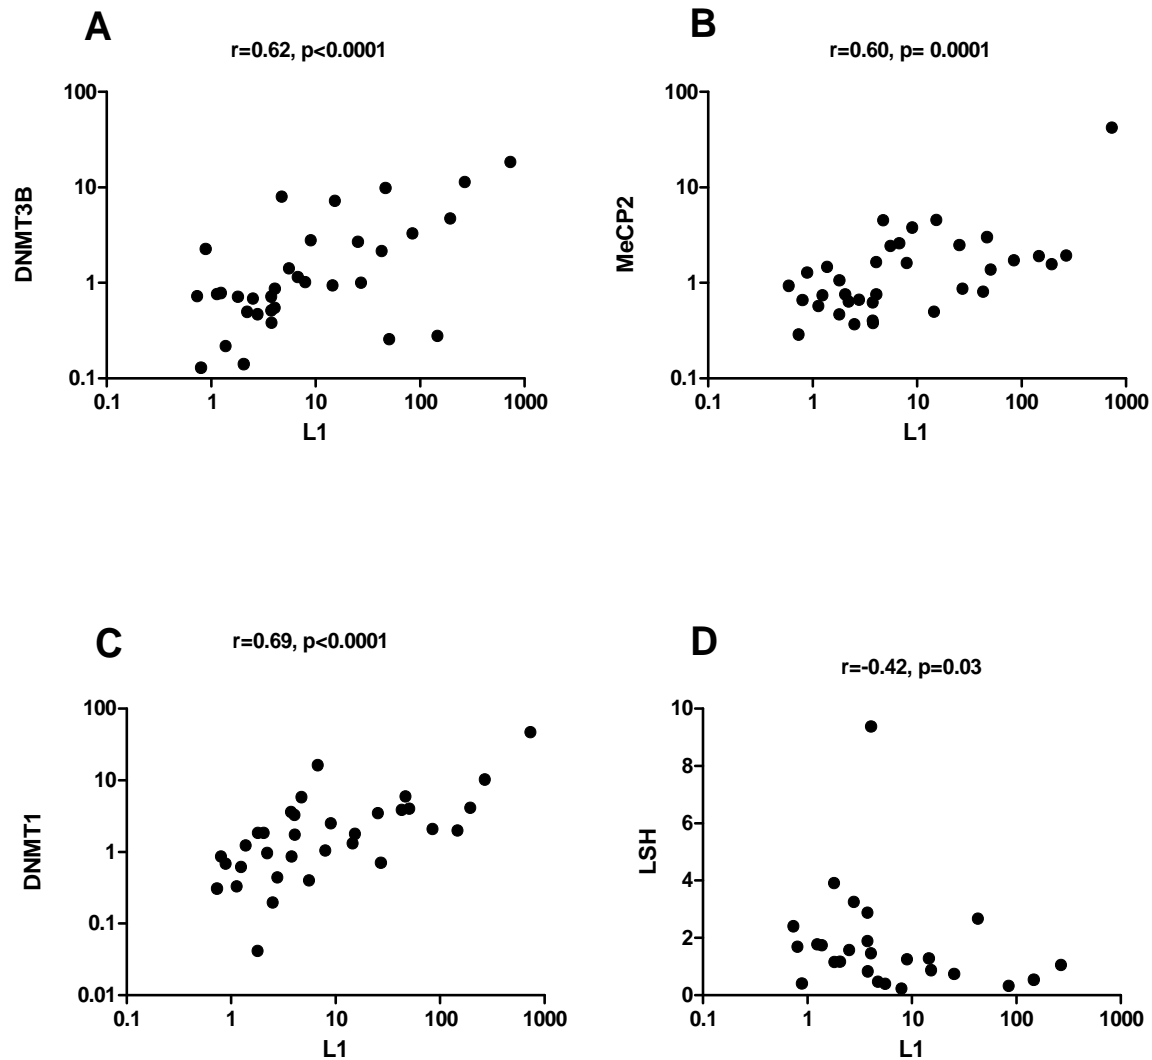 A
r=0.62, p<0.0001
100
10
1
0.1
DNMT3B
0.1 1 10 100 1000
L1
B
r=0.60, p= 0.0001
100
10
1
0.1
MeCP2
0.1 1 10 100 1000
L1
C
r=0.69, p<0.0001
100
10
1
0.1
0.01
DNMT1
0.1 1 10 100 1000
L1
D
r=-0.42, p=0.03
10
8
6
4
2
0
LSH
0.1 1 10 100 1000
L1